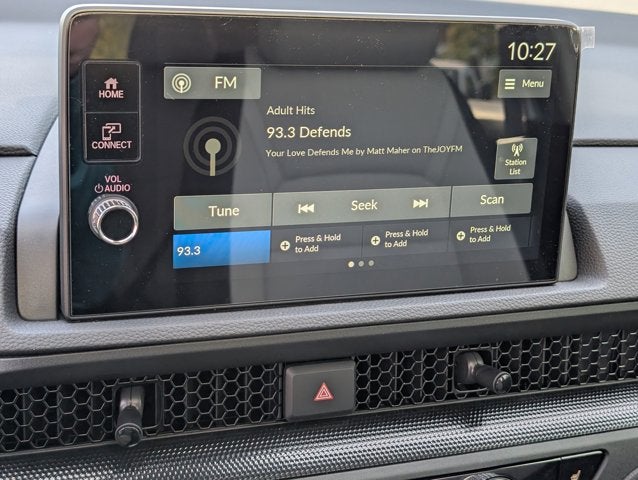 10:27
FM
Menu
HOME
Adult Hits
93.3 Defends
Your Love Defends Me by Matt Maher on TheJOYFM
CONNECT
Station
List
VOL
AUDIO
Tune
Seek
Scan
93.3
Press & Hold
to Add
Press & Hold
to Add
Press & Hold
to Add